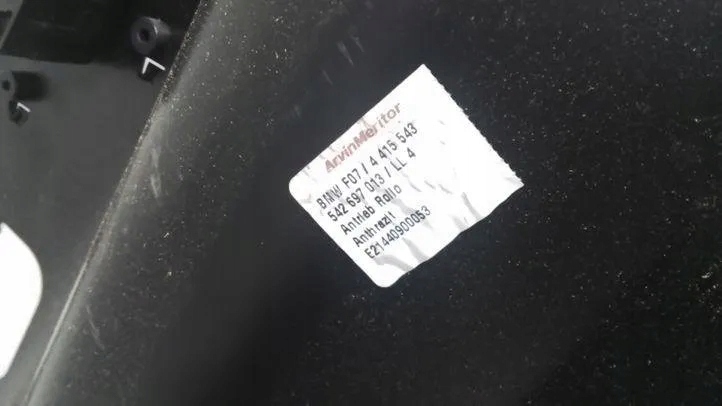 ArvinMeritor
BMW F07 / 4 415 543
542 697 013 / LL 4
Antrieb Rollo
Anthrazit
E21440900053